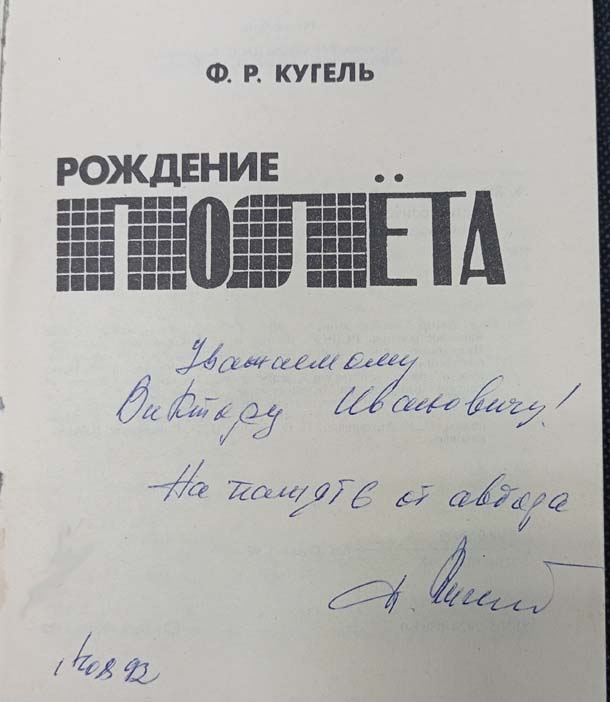 Ф. Р. КУГЕЛЬ
РОЖДЕНИЕ
ПОЛЁТА
Уважаемому
Виктору Ивановичу!
На память от автора